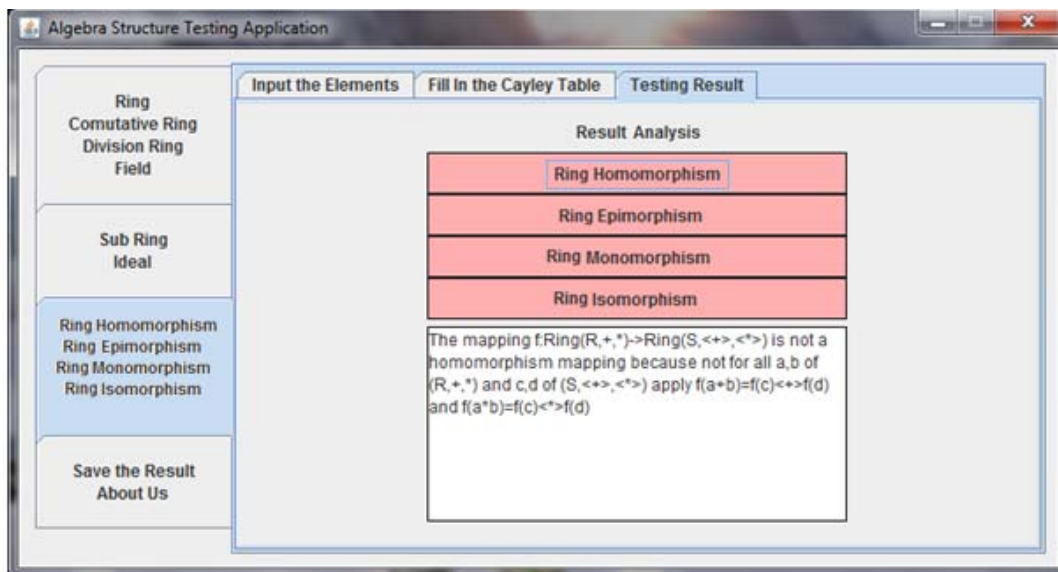 Algebra Structure Testing Application
Ring
Comutative Ring
Division Ring
Field
Sub Ring
Ideal
Ring Homomorphism
Ring Epimorphism
Ring Monomorphism
Ring Isomorphism
Save the Result
About Us
Input the Elements
Fill In the Cayley Table
Testing Result
Result Analysis
Ring Homomorphism
Ring Epimorphism
Ring Monomorphism
Ring Isomorphism
The mapping f:Ring(R,+,*)->Ring(S,<+>,<*>) is not a
homomorphism mapping because not for all a,b of
(R,+,*) and c,d of (S,<+>,<*>) apply f(a+b)=f(c)<+>f(d)
and f(a*b)=f(c)<*>f(d)